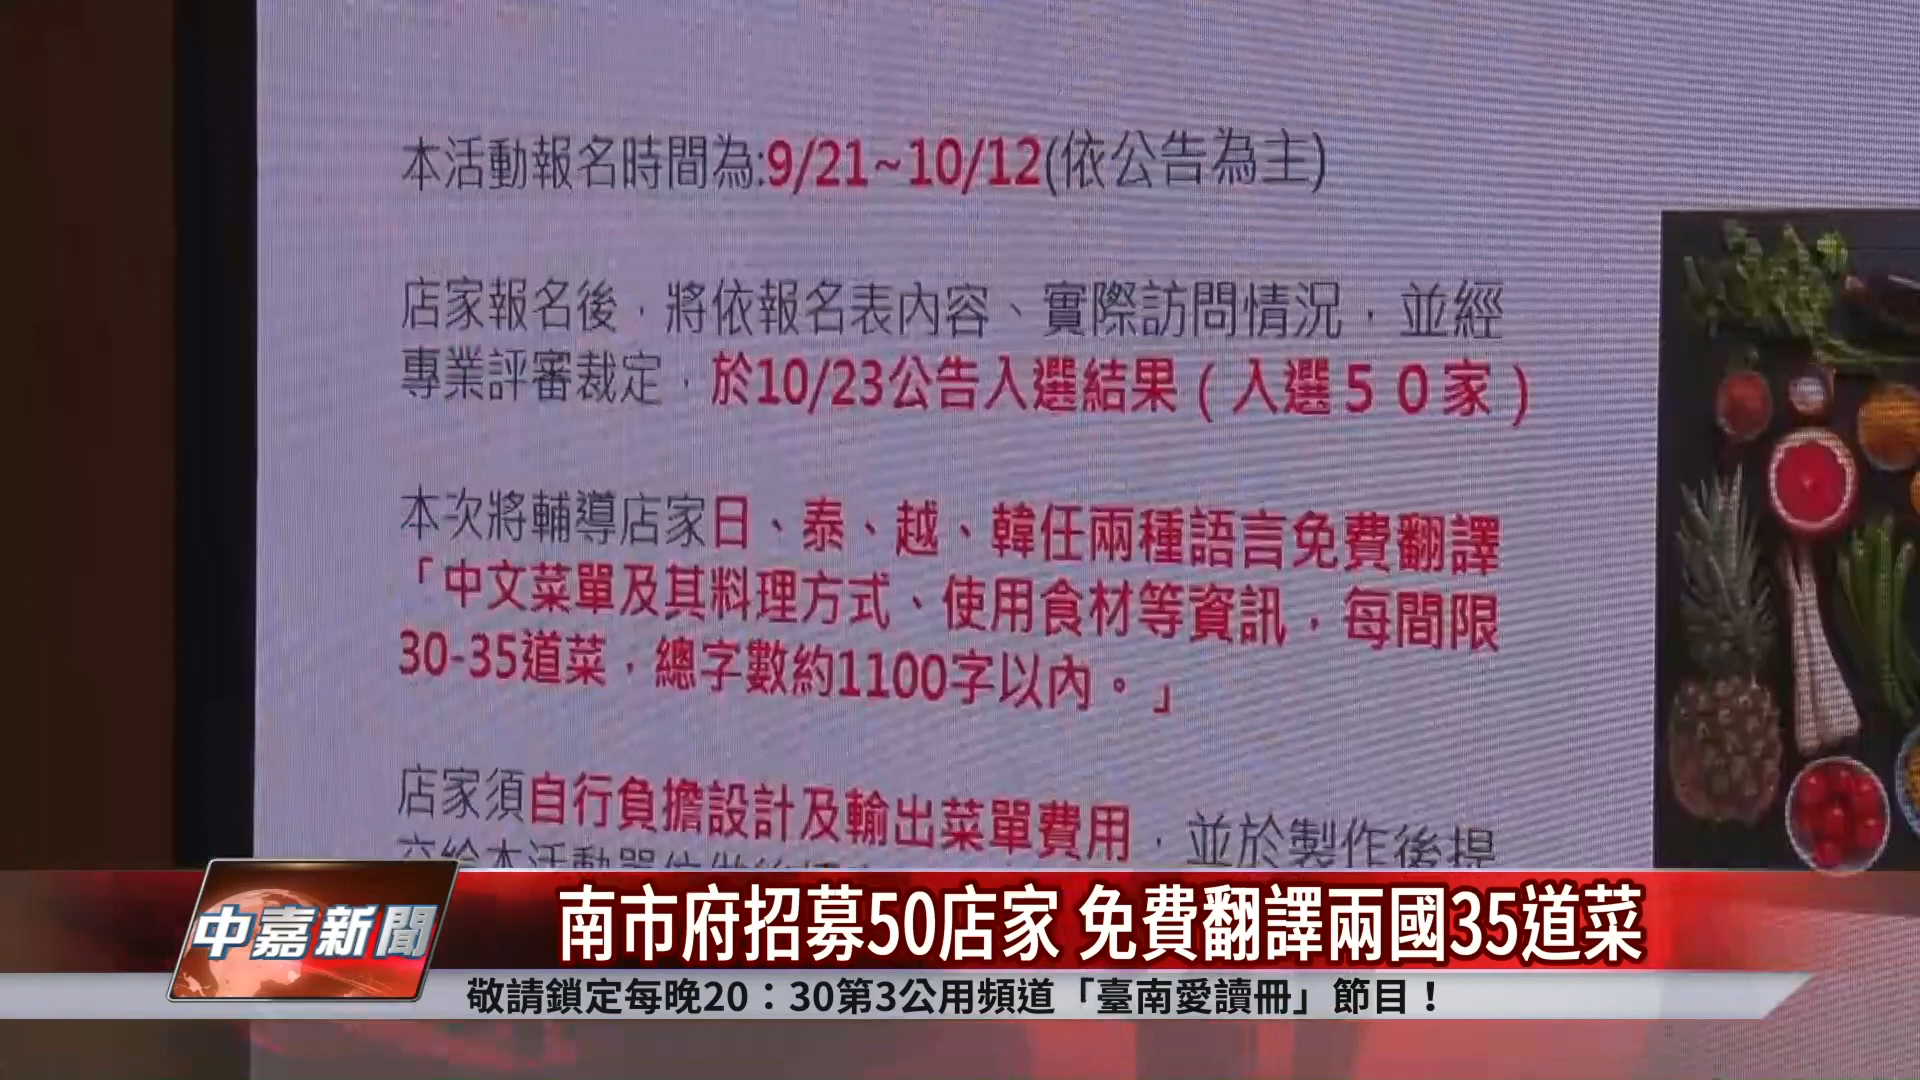 本活動報名時間為:9/21~10/12(依公告為主)
店家報名後，將依報名表內容、實際訪問情況，並經
專業評審裁定，於10/23公告入選結果（入選５０家）
本次將輔導店家日、泰、越、韓任兩種語言免費翻譯
「中文菜單及其料理方式、使用食材等資訊，每間限
30-35道菜，總字數約1100字以內。」
店家須自行負擔設計及輸出菜單費用，並於製作後提
交給本活動單位做後
中嘉新聞
南市府招募50店家 免費翻譯兩國35道菜
敬請鎖定每晚20：30第3公用頻道「臺南愛讀冊」節目！